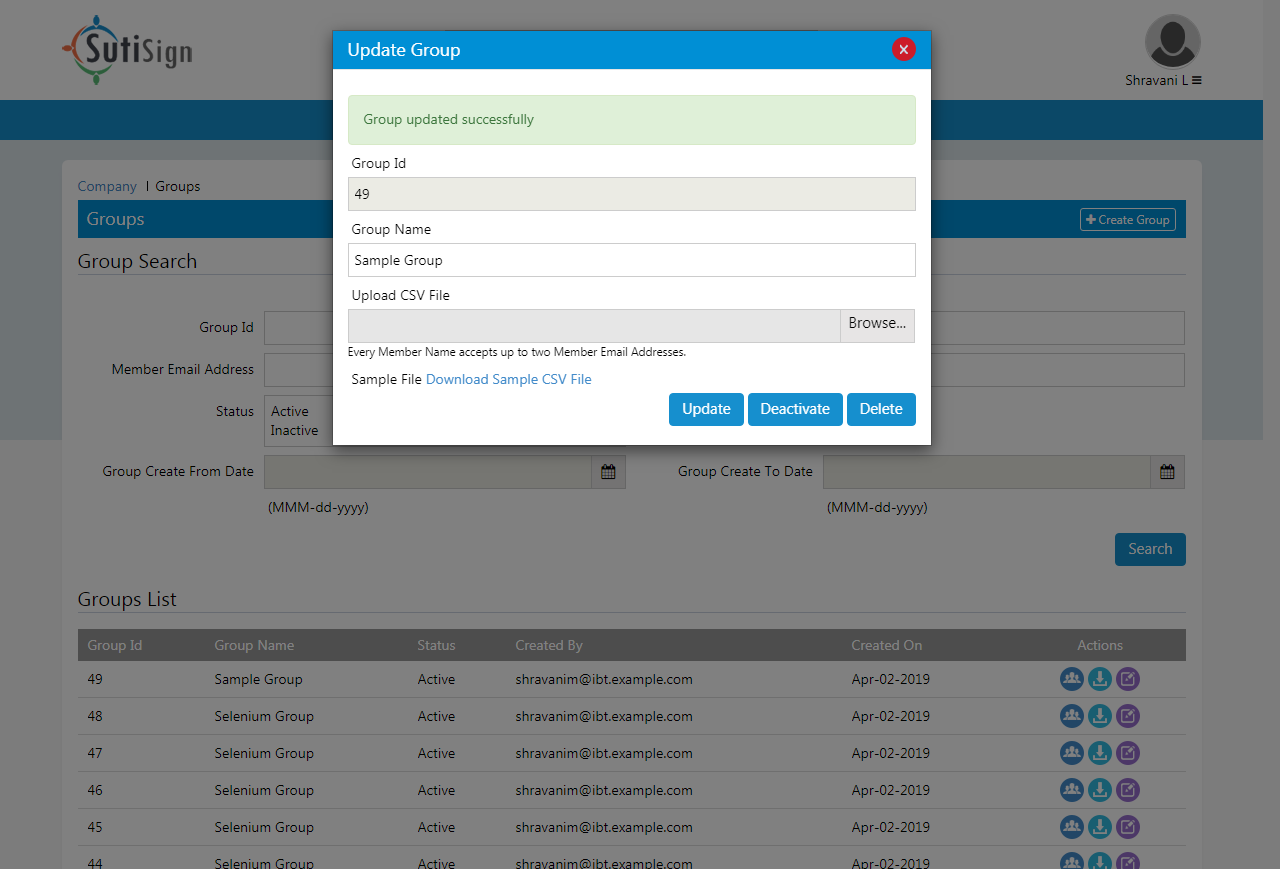 SutiSign
Shravani L
Update Group
Group updated successfully
Group Id
49
Group Name
Sample Group
Upload CSV File
Browse...
Every Member Name accepts up to two Member Email Addresses.
Sample File Download Sample CSV File
Update Deactivate Delete
Company | Groups
Groups
Create Group
Group Search
Group Id
Member Email Address
Status
Active
Inactive
Group Create From Date
(MMM-dd-yyyy)
Group Create To Date
(MMM-dd-yyyy)
Search
Groups List
Group Id Group Name Status Created By Created On Actions
49 Sample Group Active shravanim@ibt.example.com Apr-02-2019
48 Selenium Group Active shravanim@ibt.example.com Apr-02-2019
47 Selenium Group Active shravanim@ibt.example.com Apr-02-2019
46 Selenium Group Active shravanim@ibt.example.com Apr-02-2019
45 Selenium Group Active shravanim@ibt.example.com Apr-02-2019
44 Selenium Group Active shravanim@ibt.example.com Apr-02-2019